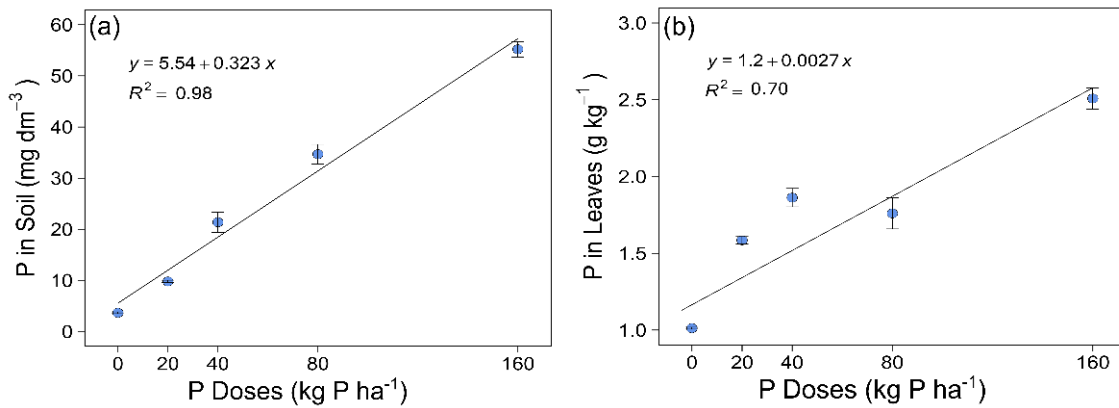 (a)
y = 5.54 + 0.323 x
R² = 0.98
60
50
40
30
20
10
0
P in Soil (mg dm⁻³)
0 20 40 80 160
P Doses (kg P ha⁻¹)
(b)
y = 1.2 + 0.0027 x
R² = 0.70
3.0
2.5
2.0
1.5
1.0
P in Leaves (g kg⁻¹)
0 20 40 80 160
P Doses (kg P ha⁻¹)